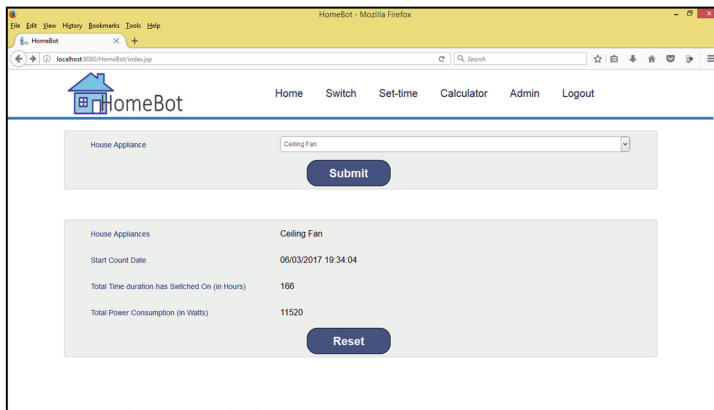 HomeBot - Mozilla Firefox
File Edit View History Bookmarks Tools Help
HomeBot
localhost:8080/HomeBot/index.jsp
Search
HomeBot
Home Switch Set-time Calculator Admin Logout
House Appliance Ceiling Fan
Submit
House Appliances Ceiling Fan
Start Count Date 06/03/2017 19:34:04
Total Time duration has Switched On (in Hours) 166
Total Power Consumption (in Watts) 11520
Reset